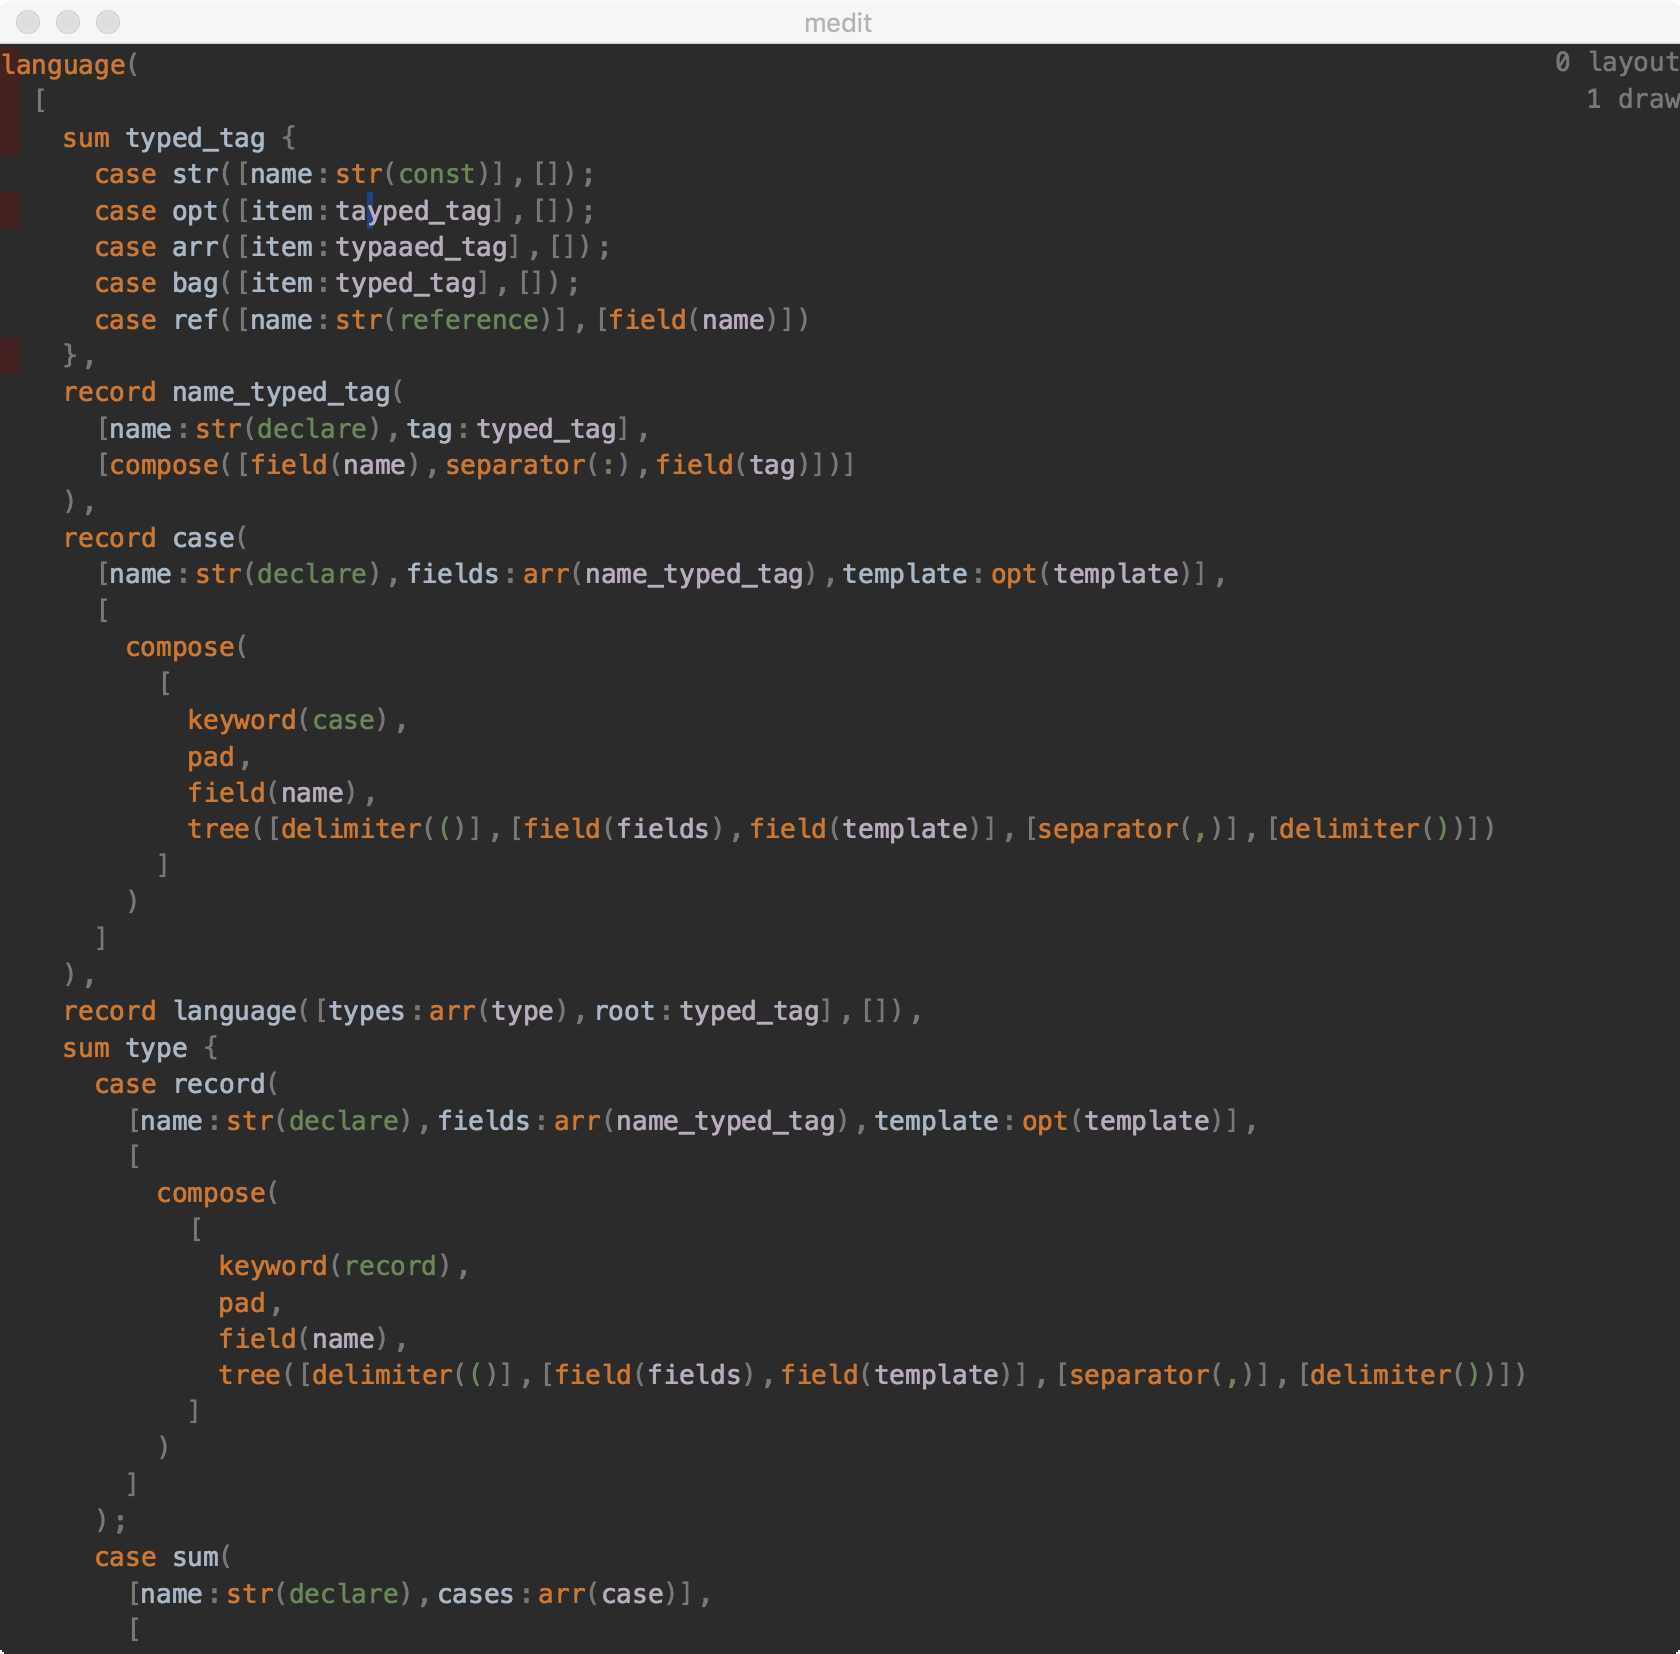 medit
language(
0 layout
[
1 draw
sum typed_tag {
case str([name:str(const)],[]);
case opt([item:tayped_tag],[]);
case arr([item:typaaed_tag],[]);
case bag([item:typed_tag],[]);
case ref([name:str(reference)],[field(name)])
},
record name_typed_tag(
[name:str(declare),tag:typed_tag],
[compose([field(name),separator(:),field(tag)])]
),
record case(
[name:str(declare),fields:arr(name_typed_tag),template:opt(template)],
[
compose(
[
keyword(case),
pad,
field(name),
tree([delimiter(()],[field(fields),field(template)],[separator(,)],[delimiter())])
]
)
]
),
record language([types:arr(type),root:typed_tag],[]),
sum type {
case record(
[name:str(declare),fields:arr(name_typed_tag),template:opt(template)],
[
compose(
[
keyword(record),
pad,
field(name),
tree([delimiter(()],[field(fields),field(template)],[separator(,)],[delimiter())])
]
)
]
);
case sum(
[name:str(declare),cases:arr(case)],
[